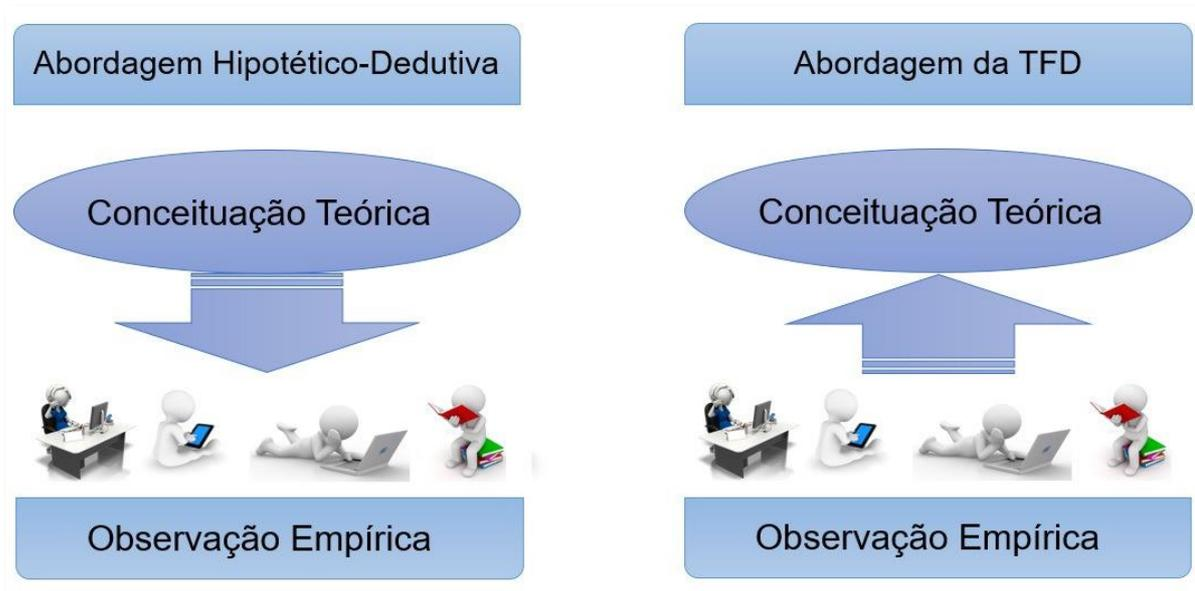 Abordagem Hipotético-Dedutiva
Conceituação Teórica
Observação Empírica
Abordagem da TFD
Conceituação Teórica
Observação Empírica